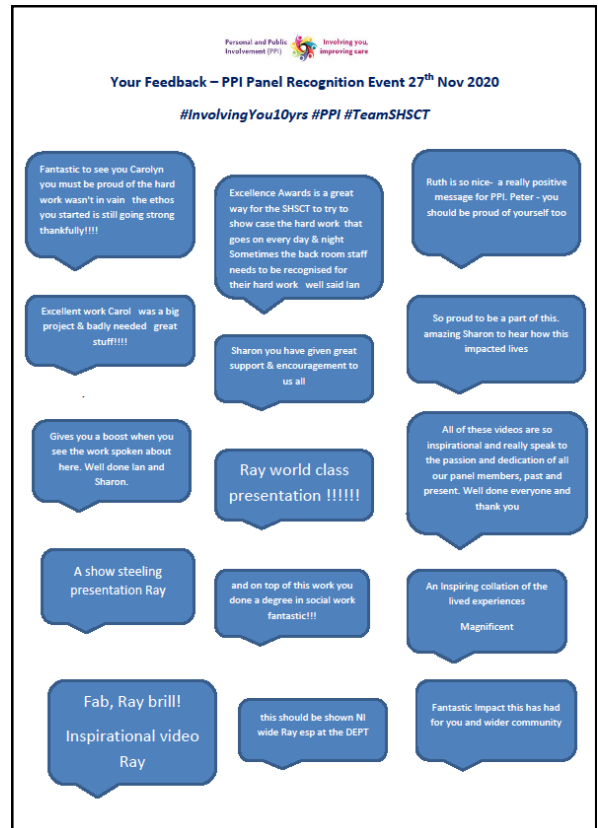 Personal and Public
Involvement (PPI)
Involving you,
improving care
Your Feedback – PPI Panel Recognition Event 27th Nov 2020
#InvolvingYou10yrs #PPI #TeamSHSCT
Fantastic to see you Carolyn
you must be proud of the hard
work wasn't in vain the ethos
you started is still going strong
thankfully!!!!
Excellence Awards is a great
way for the SHSCT to try to
show case the hard work that
goes on every day & night
Sometimes the back room staff
needs to be recognised for
their hard work well said Ian
Ruth is so nice- a really positive
message for PPI. Peter - you
should be proud of yourself too
Excellent work Carol was a big
project & badly needed great
stuff!!!!
Sharon you have given great
support & encouragement to
us all
So proud to be a part of this.
amazing Sharon to hear how this
impacted lives
Gives you a boost when you
see the work spoken about
here. Well done Ian and
Sharon.
Ray world class
presentation !!!!!!
All of these videos are so
inspirational and really speak to
the passion and dedication of all
our panel members, past and
present. Well done everyone and
thank you
A show steeling
presentation Ray
and on top of this work you
done a degree in social work
fantastic!!!
An Inspiring collation of the
lived experiences
Magnificent
Fab, Ray brill!
Inspirational video
Ray
this should be shown NI
wide Ray esp at the DEPT
Fantastic Impact this has had
for you and wider community